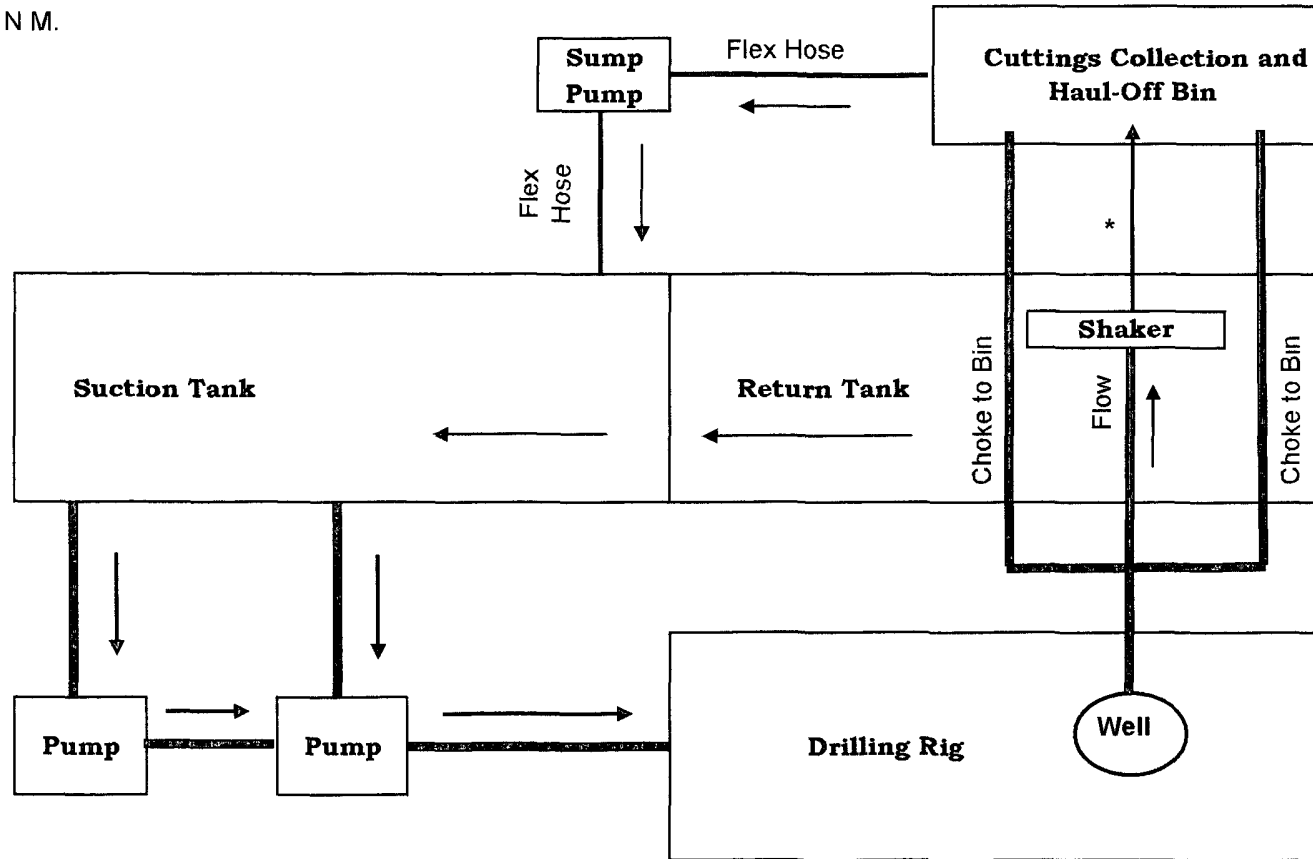 N M.
Sump
Pump
Flex Hose
Cuttings Collection and
Haul-Off Bin
Flex
Hose
*
Shaker
Suction Tank
Return Tank
Choke to Bin
Flow
Choke to Bin
Pump
Pump
Drilling Rig
Well